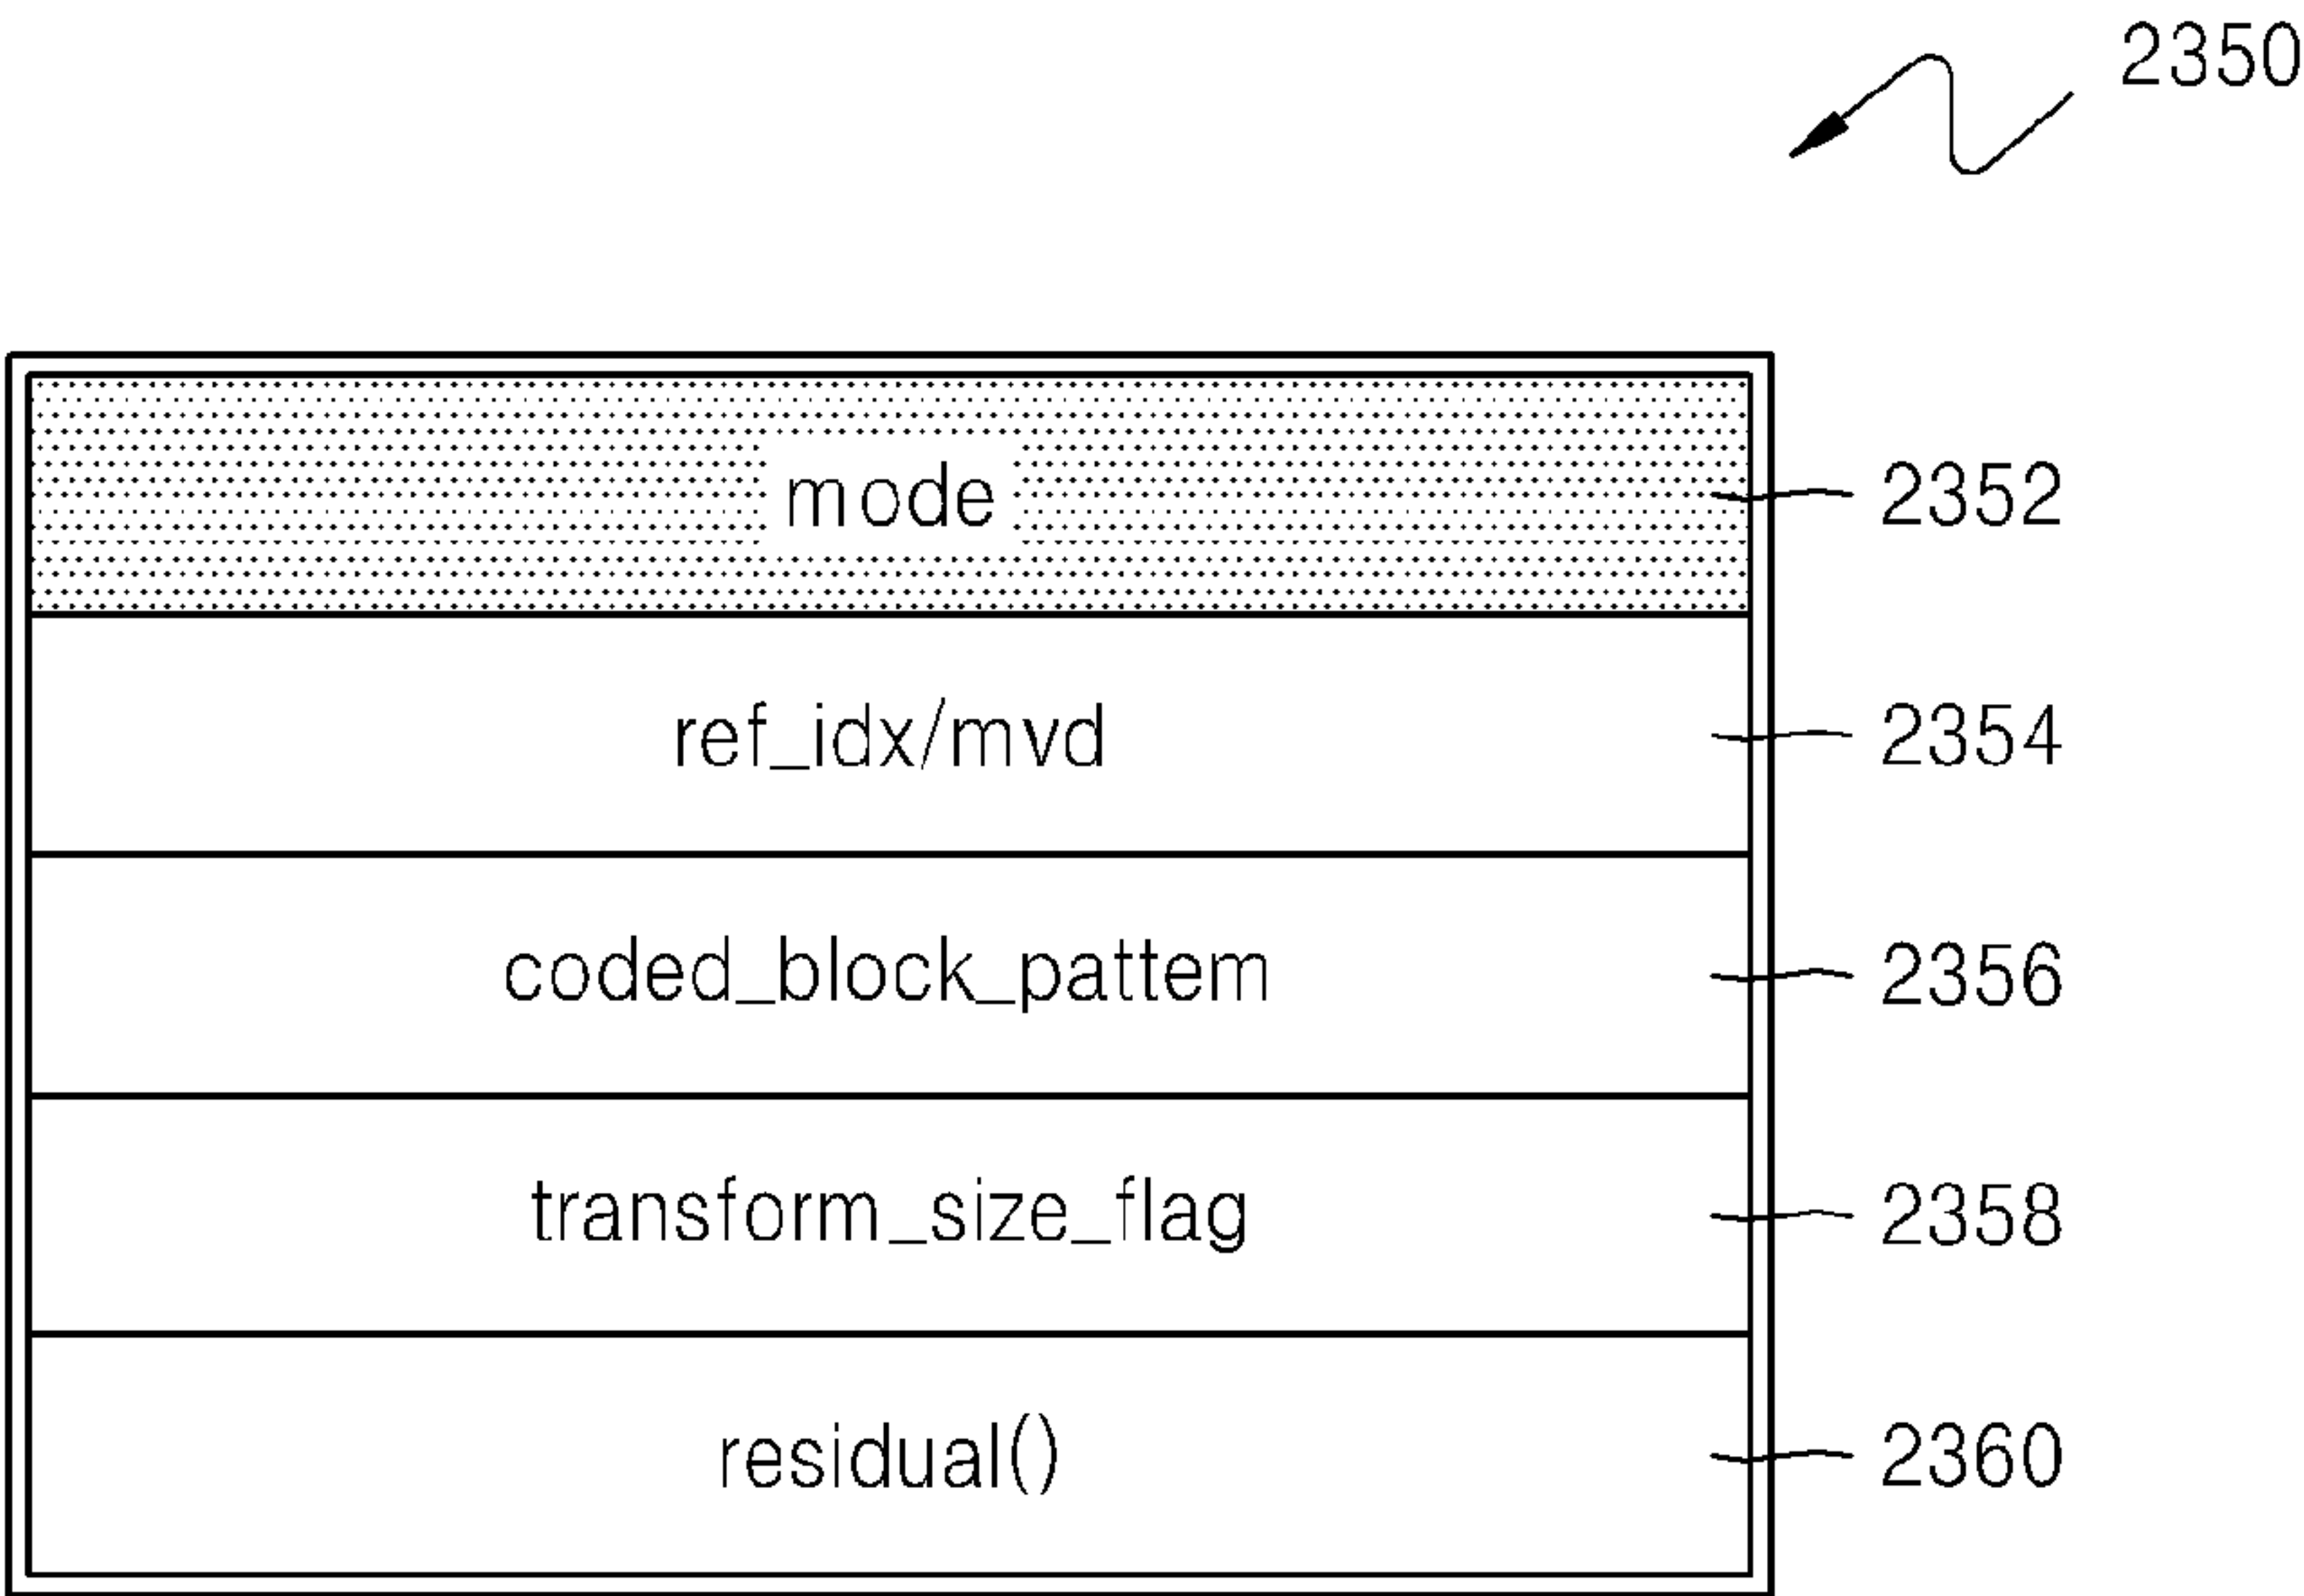 2350
mode 2352
ref_idx/mvd 2354
coded_block_pattem 2356
transform_size_flag 2358
residual() 2360